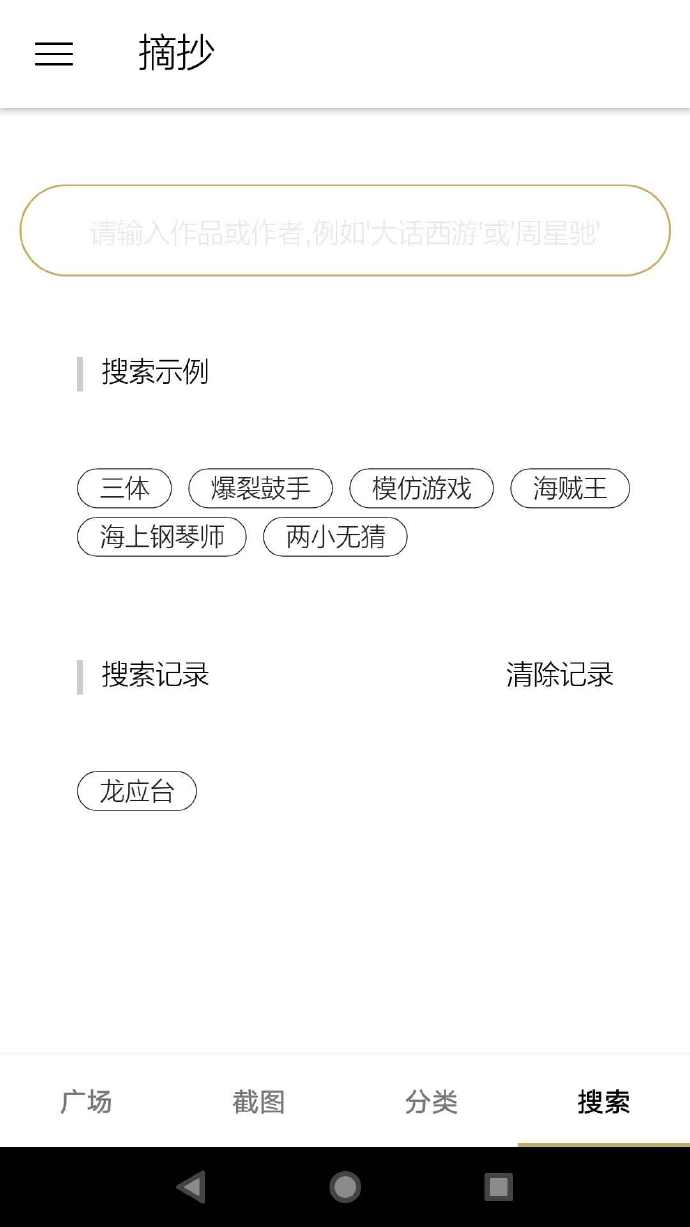 摘抄
请输入作品或作者,例如'大话西游'或'周星驰'
搜索示例
三体 爆裂鼓手 模仿游戏 海贼王
海上钢琴师 两小无猜
搜索记录 清除记录
龙应台
广场 截图 分类 搜索